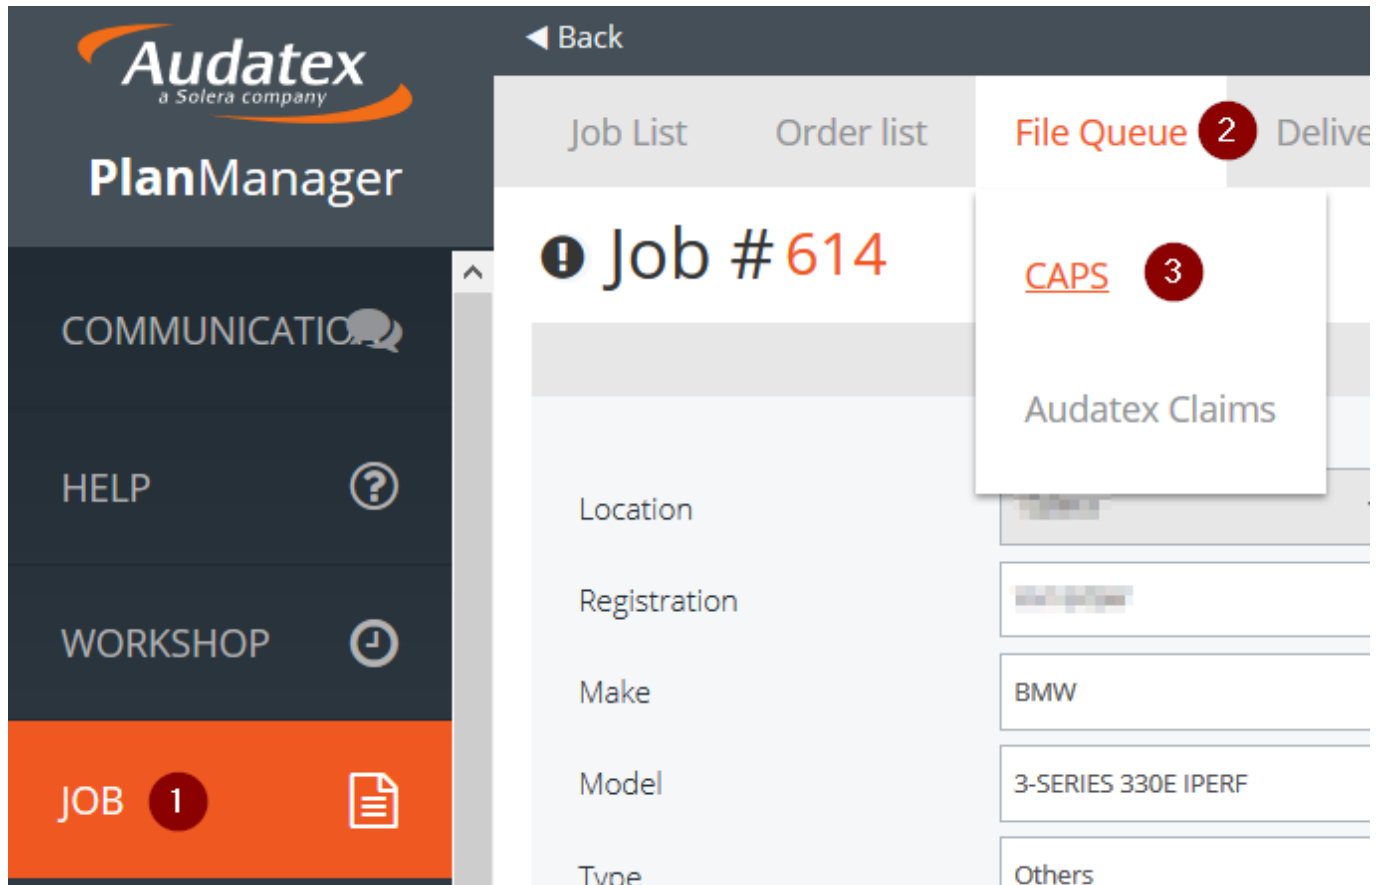 Audatex
a Solera company
PlanManager
COMMUNICATIO
HELP
WORKSHOP
JOB 1
Back
Job List Order list File Queue 2 Delive
Job #614
CAPS 3
Audatex Claims
Location
Registration
Make BMW
Model 3-SERIES 330E IPERF
Type Others